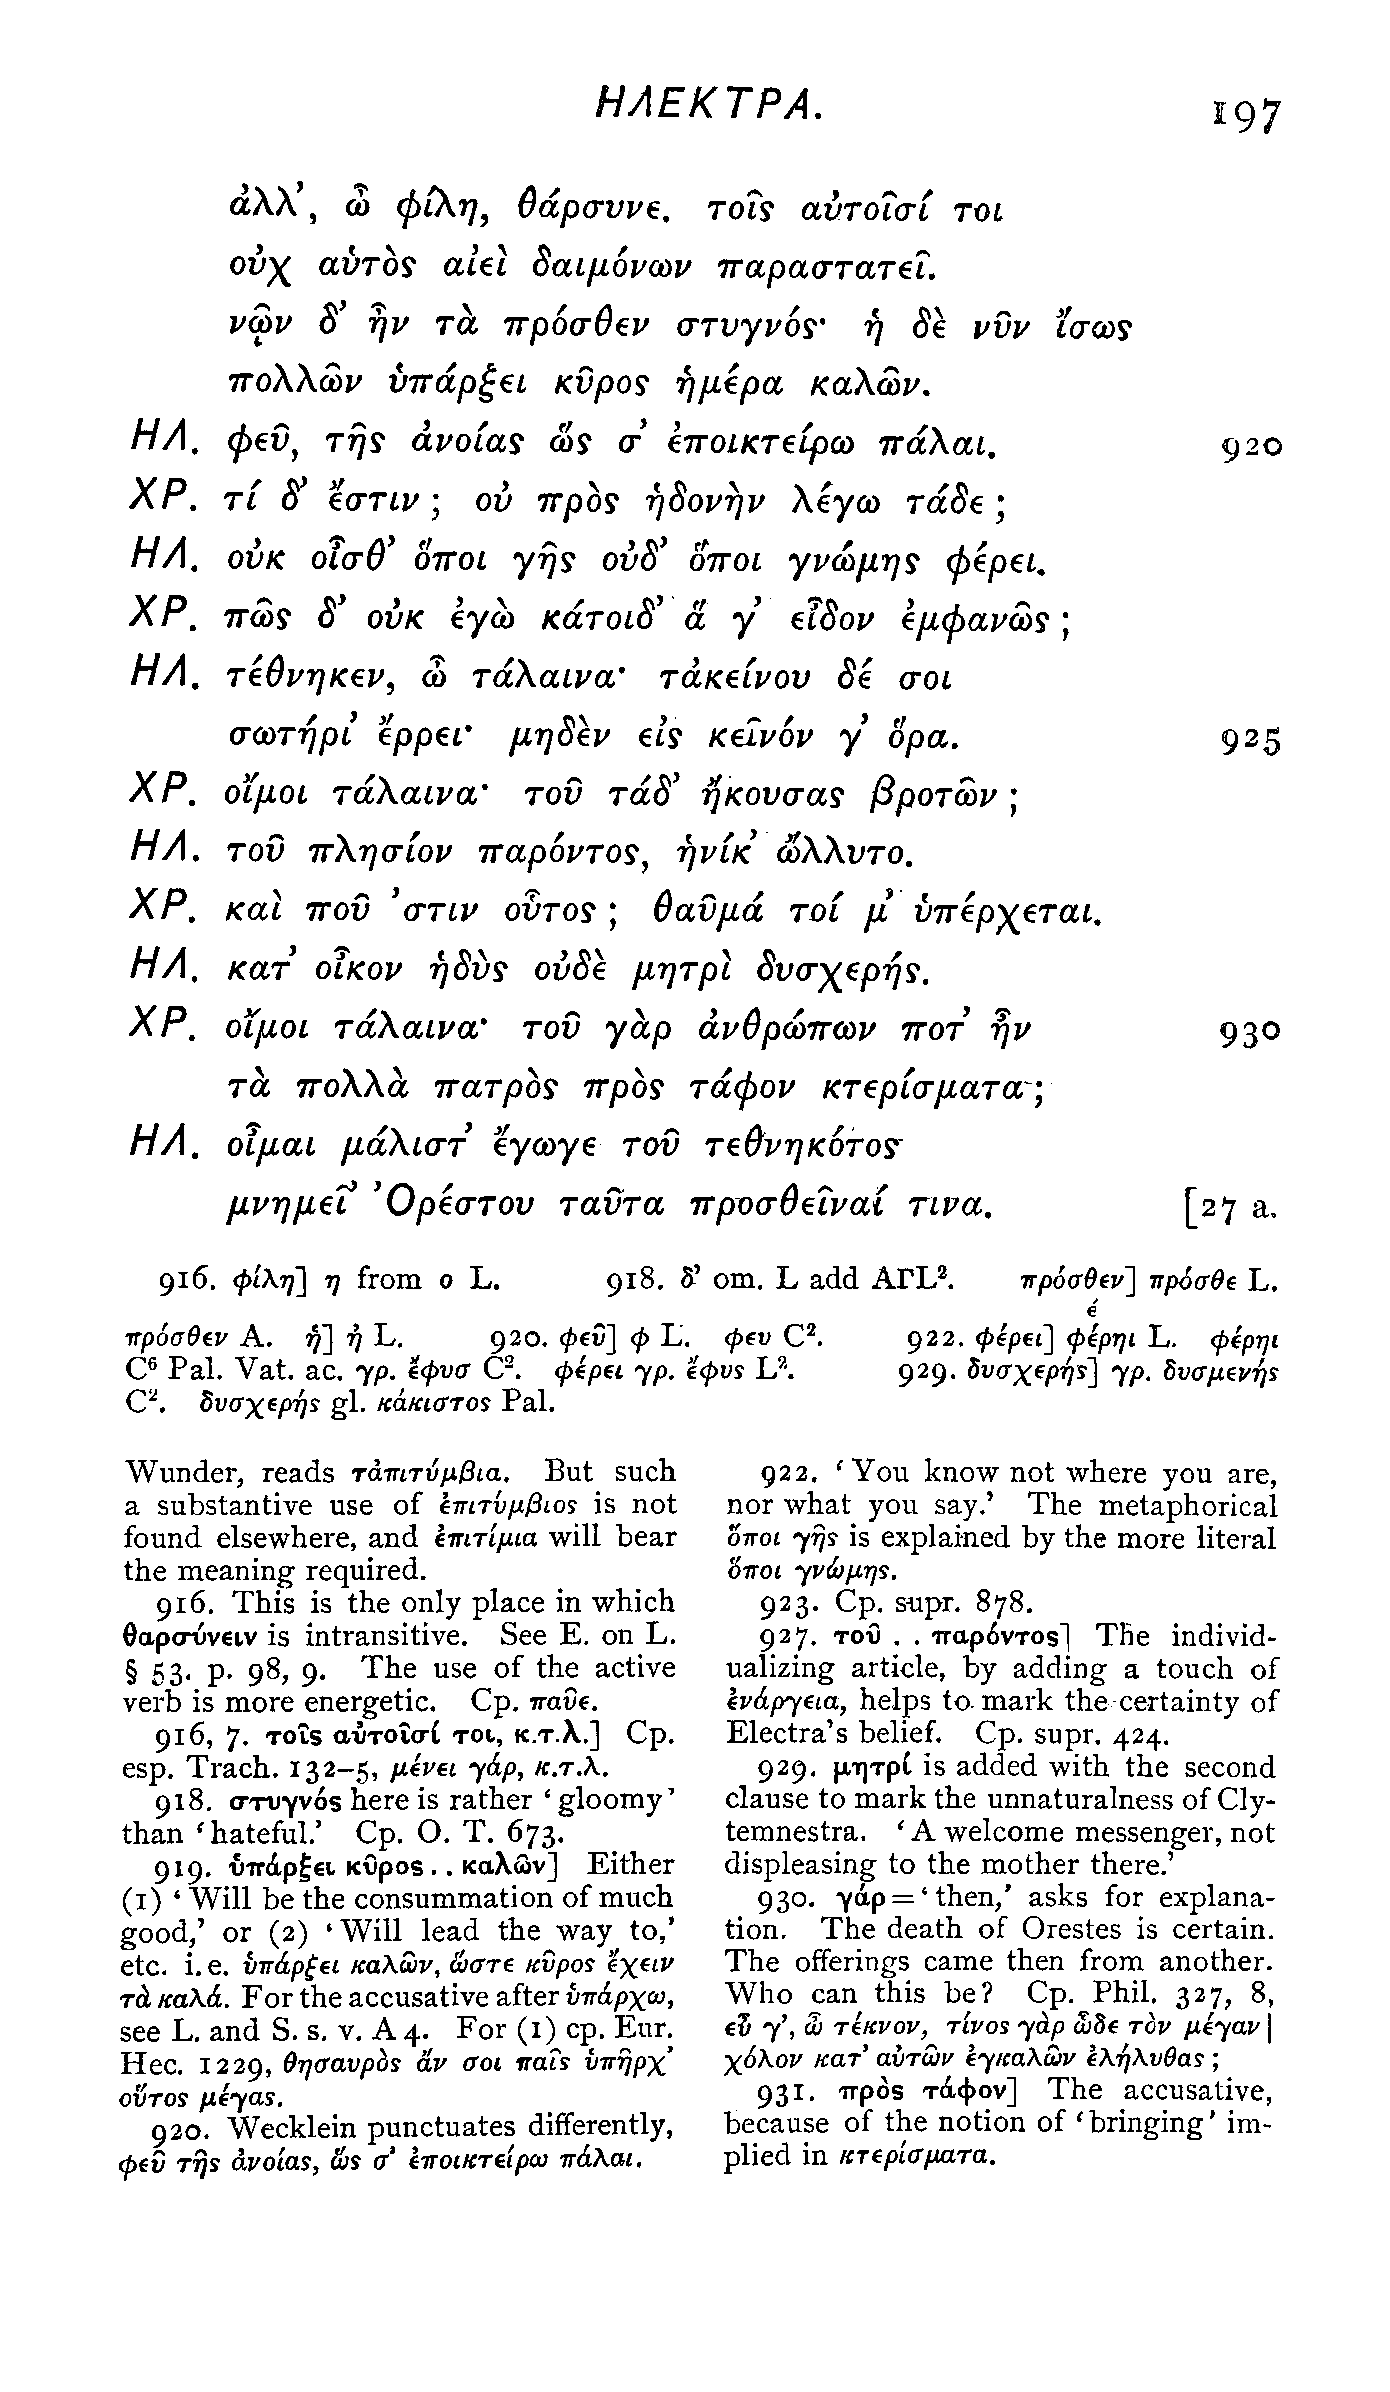 ΗΛΕΚΤΡΑ. 197
ἀλλ’, ὦ φίλη, θάρσυνε. τοῖς αὐτοῖσί τοι
οὐχ αὑτὸς αἰεὶ δαιμόνων παραστατεῖ.
νῷν δ’ ἦν τὰ πρόσθεν στυγνός· ἡ δὲ νῦν ἴσως
πολλῶν ὑπάρξει κῦρος ἡμέρα καλῶν.
ΗΛ. φεῦ, τῆς ἀνοίας ὥς σ’ ἐποικτείρω πάλαι. 920
ΧΡ. τί δ’ ἔστιν; οὐ πρὸς ἡδονὴν λέγω τάδε;
ΗΛ. οὐκ οἶσθ’ ὅποι γῆς οὐδ’ ὅποι γνώμης φέρει.
ΧΡ. πῶς δ’ οὐκ ἐγὼ κάτοιδ’ ἅ γ’ εἶδον ἐμφανῶς;
ΗΛ. τέθνηκεν, ὦ τάλαινα· τἀκείνου δέ σοι
σωτήρι’ ἔρρει· μηδὲν εἰς κεῖνόν γ’ ὅρα. 925
ΧΡ. οἴμοι τάλαινα· τοῦ τάδ’ ἤκουσας βροτῶν;
ΗΛ. τοῦ πλησίον παρόντος, ἡνίκ’ ὤλλυτο.
ΧΡ. καὶ ποῦ ’στιν οὗτος; θαῦμά τοί μ’ ὑπέρχεται.
ΗΛ. κατ’ οἶκον ἡδὺς οὐδὲ μητρὶ δυσχερής.
ΧΡ. οἴμοι τάλαινα· τοῦ γὰρ ἀνθρώπων ποτ’ ἦν 930
τὰ πολλὰ πατρὸς πρὸς τάφον κτερίσματα;
ΗΛ. οἶμαι μάλιστ’ ἔγωγε τοῦ τεθνηκότος
μνημεῖ’ Ὀρέστου ταῦτα προσθεῖναί τινα. [27 a.
916. φίλη] η from ο L. 918. δ’ om. L add ΑΓL². πρόσθεν] πρόσθε L.
πρόσθεν A. ἡ] ἠ L. 920. φεῦ] φ L. φευ C². 922. φέρει] φέρηι L. φέρηι
C⁶ Pal. Vat. ac. γρ. ἔφυσ C². φέρει γρ. ἔφυς L². 929. δυσχερής] γρ. δυσμενής
C². δυσχερής gl. κάκιστος Pal.
Wunder, reads τἀπιτύμβια. But such
a substantive use of ἐπιτύμβιος is not
found elsewhere, and ἐπιτίμια will bear
the meaning required.
916. This is the only place in which
θαρσύνειν is intransitive. See E. on L.
§ 53. p. 98, 9. The use of the active
verb is more energetic. Cp. παῦε.
916, 7. τοῖς αὐτοῖσί τοι, κ.τ.λ.] Cp.
esp. Trach. 132–5, μένει γάρ, κ.τ.λ.
918. στυγνός here is rather ‘gloomy’
than ‘hateful.’ Cp. O. T. 673.
919. ὑπάρξει κῦρος . . καλῶν] Either
(1) ‘Will be the consummation of much
good,’ or (2) ‘Will lead the way to,’
etc. i. e. ὑπάρξει καλῶν, ὥστε κῦρος ἔχειν
τὰ καλά. For the accusative after ὑπάρχω,
see L. and S. s. v. A 4. For (1) cp. Eur.
Hec. 1229, θησαυρὸς ἄν σοι παῖς ὑπῆρχ’
οὕτος μέγας.
920. Wecklein punctuates differently,
φεῦ τῆς ἀνοίας, ὥς σ’ ἐποικτείρω πάλαι.
922. ‘You know not where you are,
nor what you say.’ The metaphorical
ὅποι γῆς is explained by the more literal
ὅποι γνώμης.
923. Cp. supr. 878.
927. τοῦ . . παρόντος] The individ-
ualizing article, by adding a touch of
ἐνάργεια, helps to mark the certainty of
Electra’s belief. Cp. supr. 424.
929. μητρί is added with the second
clause to mark the unnaturalness of Cly-
temnestra. ‘A welcome messenger, not
displeasing to the mother there.’
930. γάρ = ‘then,’ asks for explana-
tion. The death of Orestes is certain.
The offerings came then from another.
Who can this be? Cp. Phil. 327, 8,
εὖ γ’, ὦ τέκνον, τίνος γὰρ ὧδε τὸν μέγαν |
χόλον κατ’ αὐτῶν ἐγκαλῶν ἐλήλυθας;
931. πρὸς τάφον] The accusative,
because of the notion of ‘bringing’ im-
plied in κτερίσματα.